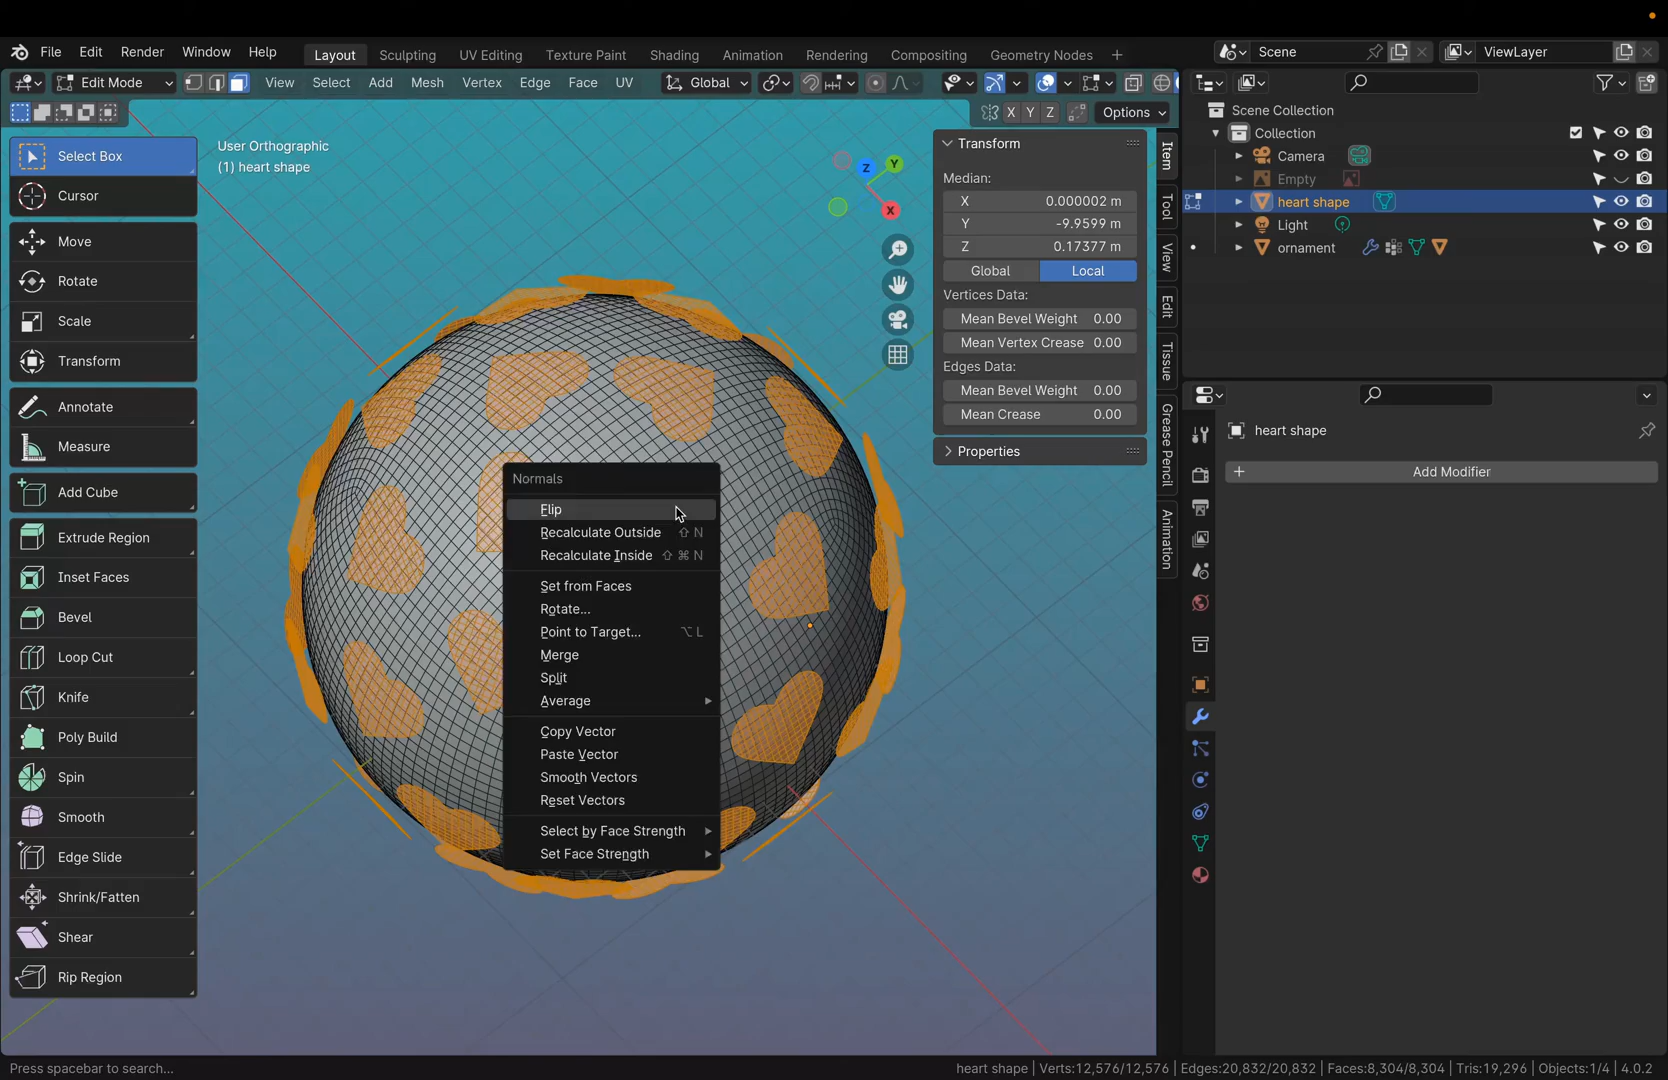 File Edit Render Window Help
Layout Sculpting UV Editing Texture Paint Shading Animation Rendering Compositing Geometry Nodes +
Scene
ViewLayer
Edit Mode View Select Add Mesh Vertex Edge Face UV Global
X Y Z Options
Select Box
Cursor
Move
Rotate
Scale
Transform
Annotate
Measure
Add Cube
Extrude Region
Inset Faces
Bevel
Loop Cut
Knife
Poly Build
Spin
Smooth
Edge Slide
Shrink/Fatten
Shear
Rip Region
User Orthographic
(1) heart shape
Z Y
X
Normals
Flip
Recalculate Outside ⇧ N
Recalculate Inside ⇧ ⌘ N
Set from Faces
Rotate...
Point to Target... ⌥ L
Merge
Split
Average
Copy Vector
Paste Vector
Smooth Vectors
Reset Vectors
Select by Face Strength
Set Face Strength
Transform
Median:
X 0.000002 m
Y -9.9599 m
Z 0.17377 m
Global Local
Vertices Data:
Mean Bevel Weight 0.00
Mean Vertex Crease 0.00
Edges Data:
Mean Bevel Weight 0.00
Mean Crease 0.00
Properties
Item
Tool
View
Edit
Tissue
Grease Pencil
Animation
Scene Collection
Collection
Camera
Empty
heart shape
Light
ornament
heart shape
+ Add Modifier
Press spacebar to search...
heart shape | Verts:12,576/12,576 | Edges:20,832/20,832 | Faces:8,304/8,304 | Tris:19,296 | Objects:1/4 | 4.0.2